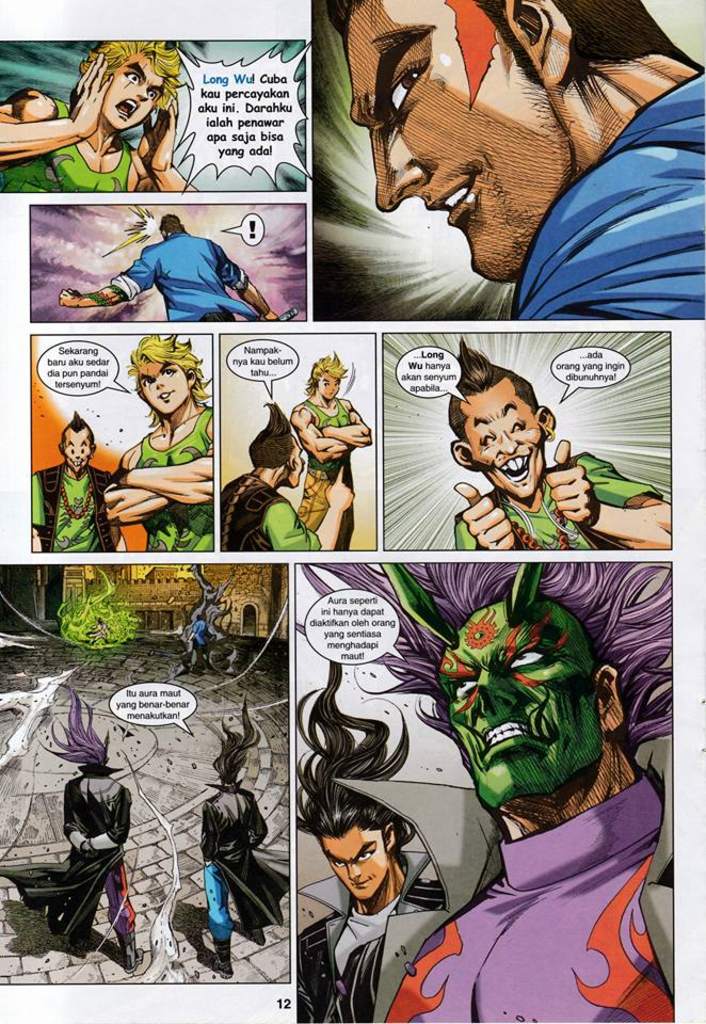 Long Wu! Cuba
kau percayakan
aku ini. Darahku
ialah penawar
apa saja bisa
yang ada!
!
Sekarang
baru aku sedar
dia pun pandai
tersenyum!
Nampak-
nya kau belum
tahu...
...Long
Wu hanya
akan senyum
apabila...
...ada
orang yang ingin
dibunuhnya!
Itu aura maut
yang benar-benar
menakutkan!
Aura seperti
ini hanya dapat
diaktifkan oleh orang
yang sentiasa
menghadapi
maut!
12